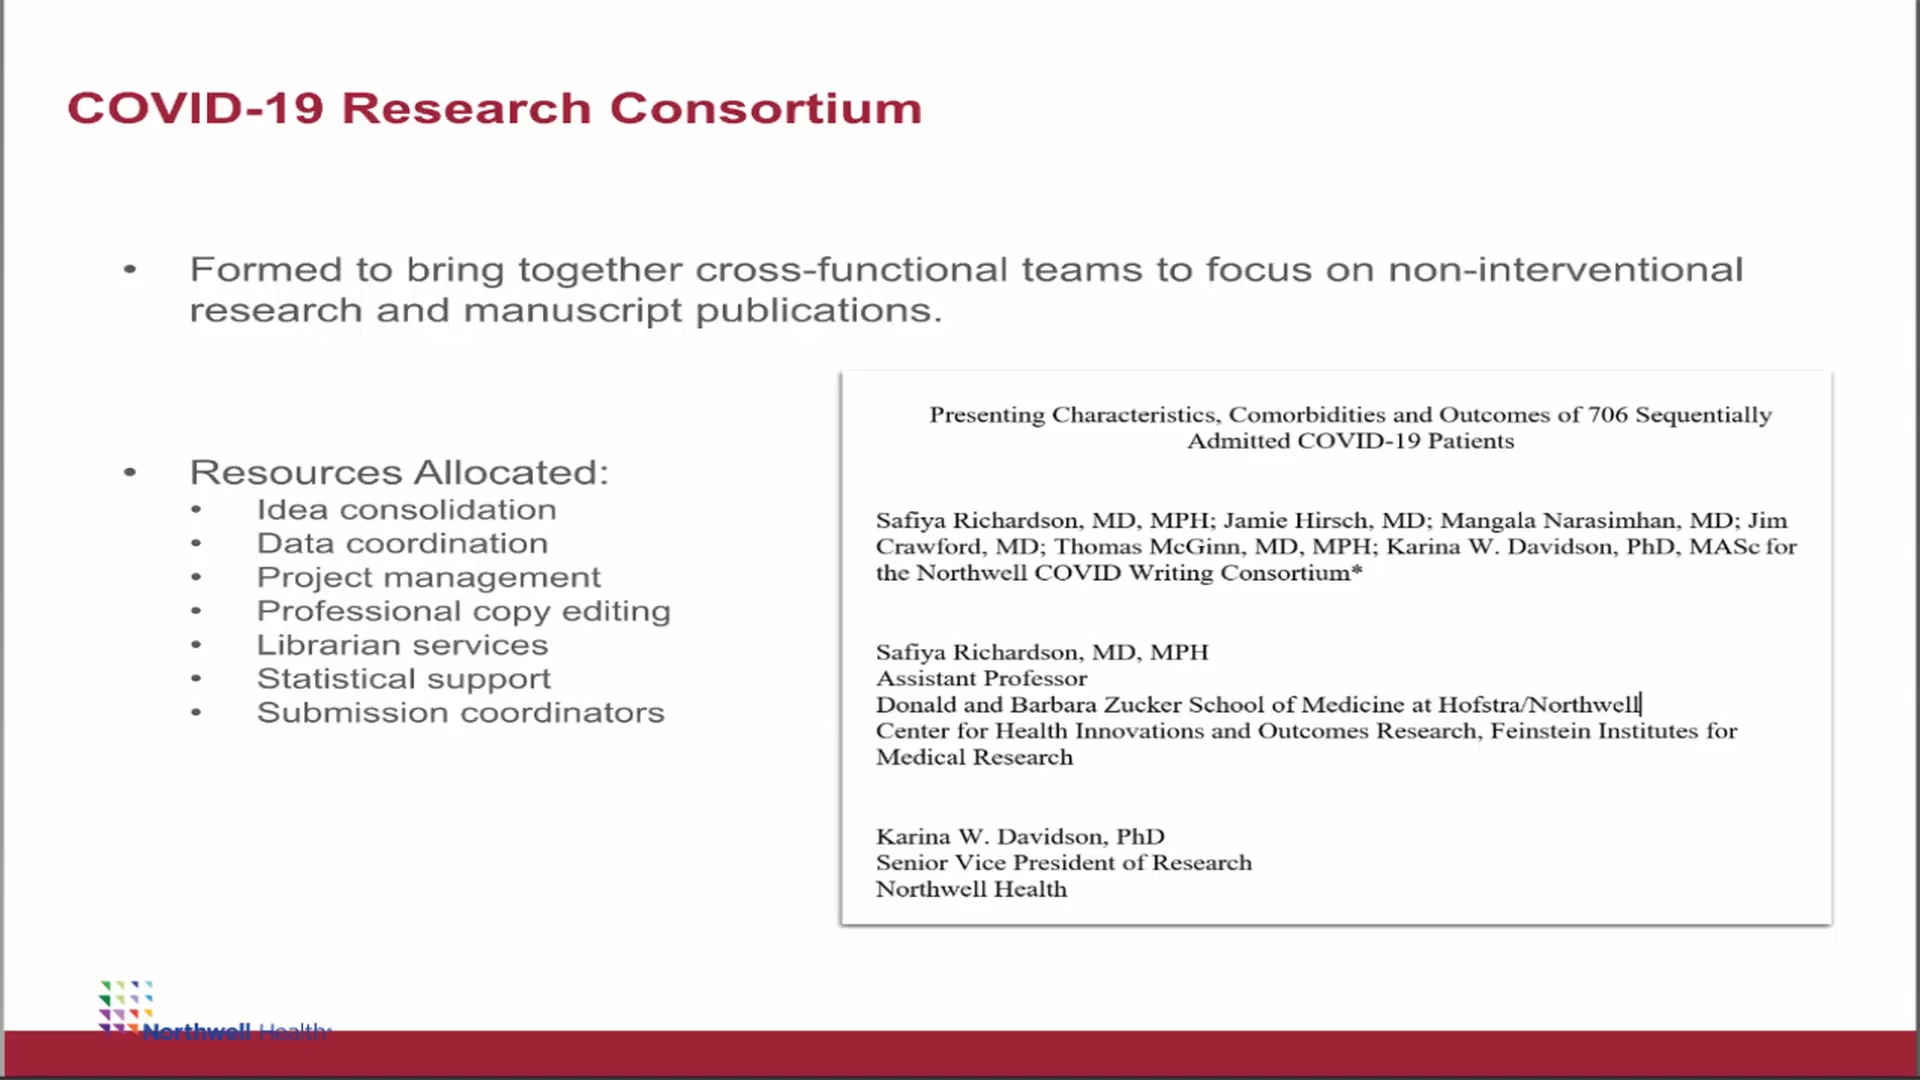 COVID-19 Research Consortium
• Formed to bring together cross-functional teams to focus on non-interventional
research and manuscript publications.
• Resources Allocated:
• Idea consolidation
• Data coordination
• Project management
• Professional copy editing
• Librarian services
• Statistical support
• Submission coordinators
Presenting Characteristics, Comorbidities and Outcomes of 706 Sequentially
Admitted COVID-19 Patients
Safiya Richardson, MD, MPH; Jamie Hirsch, MD; Mangala Narasimhan, MD; Jim
Crawford, MD; Thomas McGinn, MD, MPH; Karina W. Davidson, PhD, MASc for
the Northwell COVID Writing Consortium*
Safiya Richardson, MD, MPH
Assistant Professor
Donald and Barbara Zucker School of Medicine at Hofstra/Northwell
Center for Health Innovations and Outcomes Research, Feinstein Institutes for
Medical Research
Karina W. Davidson, PhD
Senior Vice President of Research
Northwell Health
Northwell Health